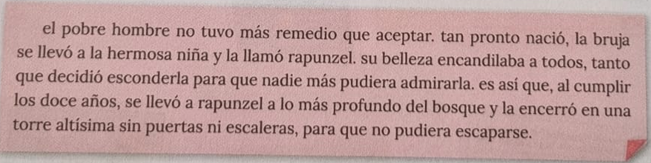 el pobre hombre no tuvo más remedio que aceptar. tan pronto nació, la bruja
se llevó a la hermosa niña y la llamó rapunzel. su belleza encandilaba a todos, tanto
que decidió esconderla para que nadie más pudiera admirarla. es así que, al cumplir
los doce años, se llevó a rapunzel a lo más profundo del bosque y la encerró en una
torre altísima sin puertas ni escaleras, para que no pudiera escaparse.